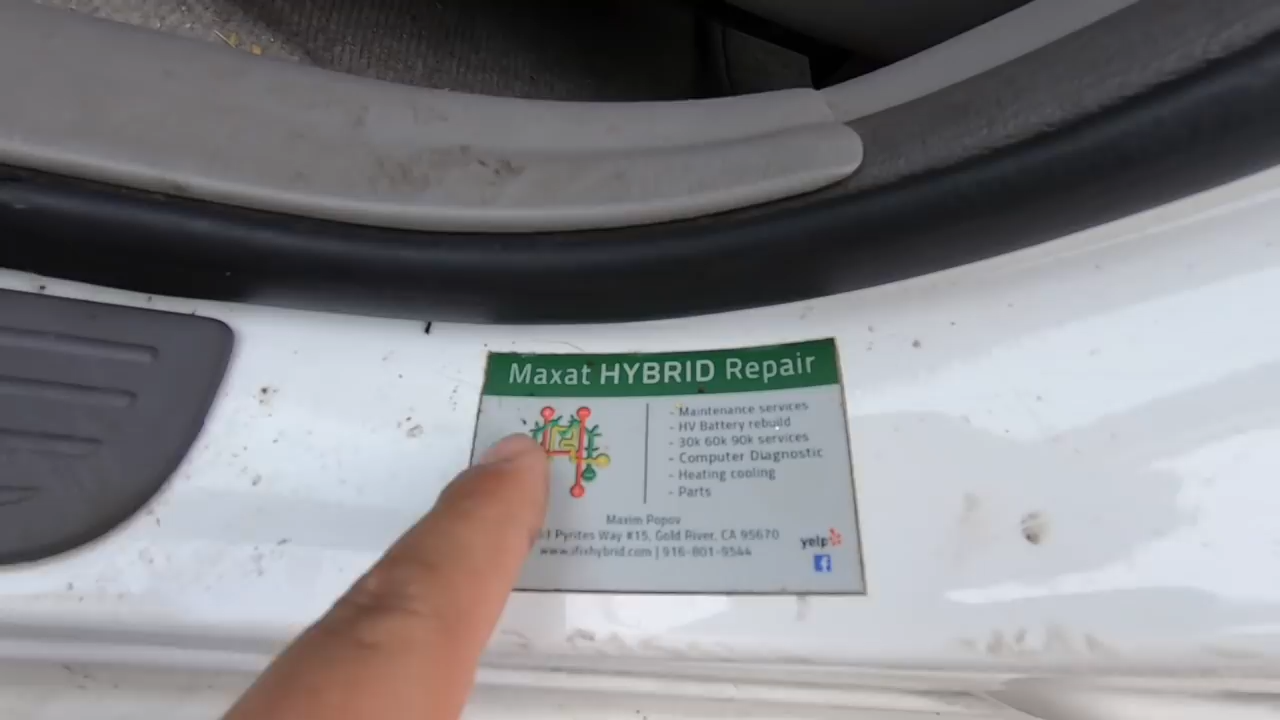 Maxat HYBRID Repair
- Maintenance services
- HV Battery rebuild
- 30k 60k 90k services
- Computer Diagnostic
- Heating cooling
- Parts
Maxim Popov
Pyrites Way #15, Gold River, CA 95670
www.ifixhybrid.com | 916-801-9544
yelp